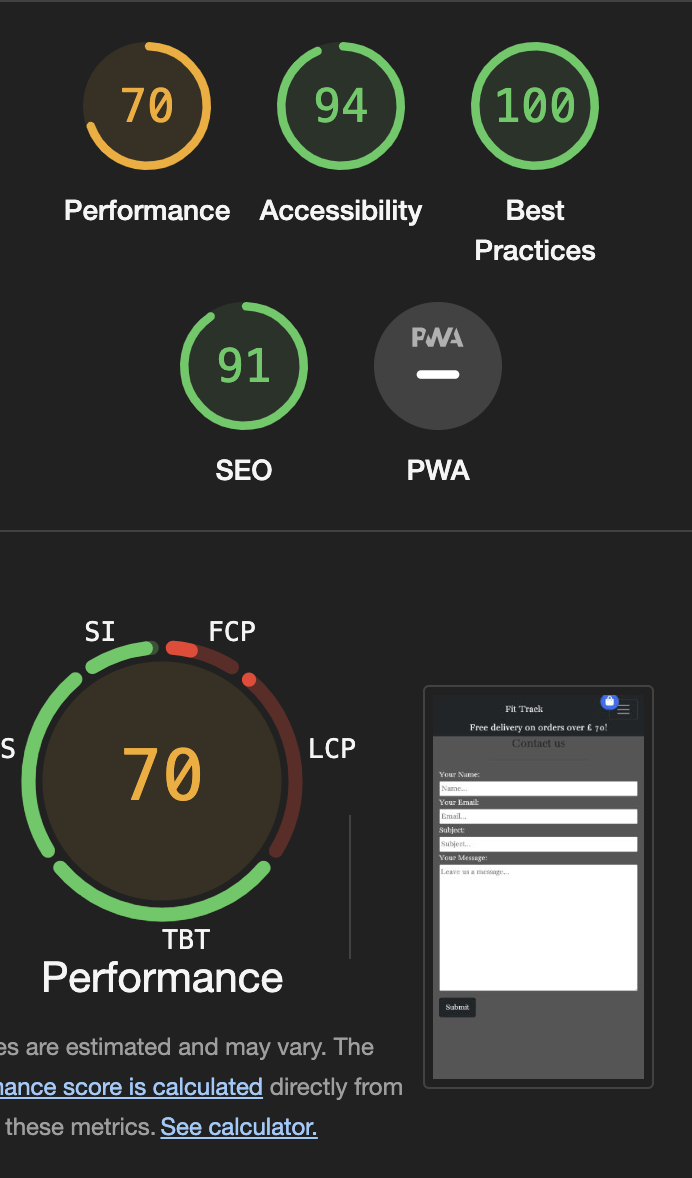 70
94
100
Performance
Accessibility
Best
Practices
91
PWA
SEO
PWA
SI
FCP
S
LCP
70
TBT
Performance
es are estimated and may vary. The
nance score is calculated directly from
these metrics. See calculator.
Fit Track
Free delivery on orders over £ 70!
Contact us
Your Name:
Name...
Your Email:
Email...
Subject:
Subject...
Your Message:
Leave us a message...
Submit